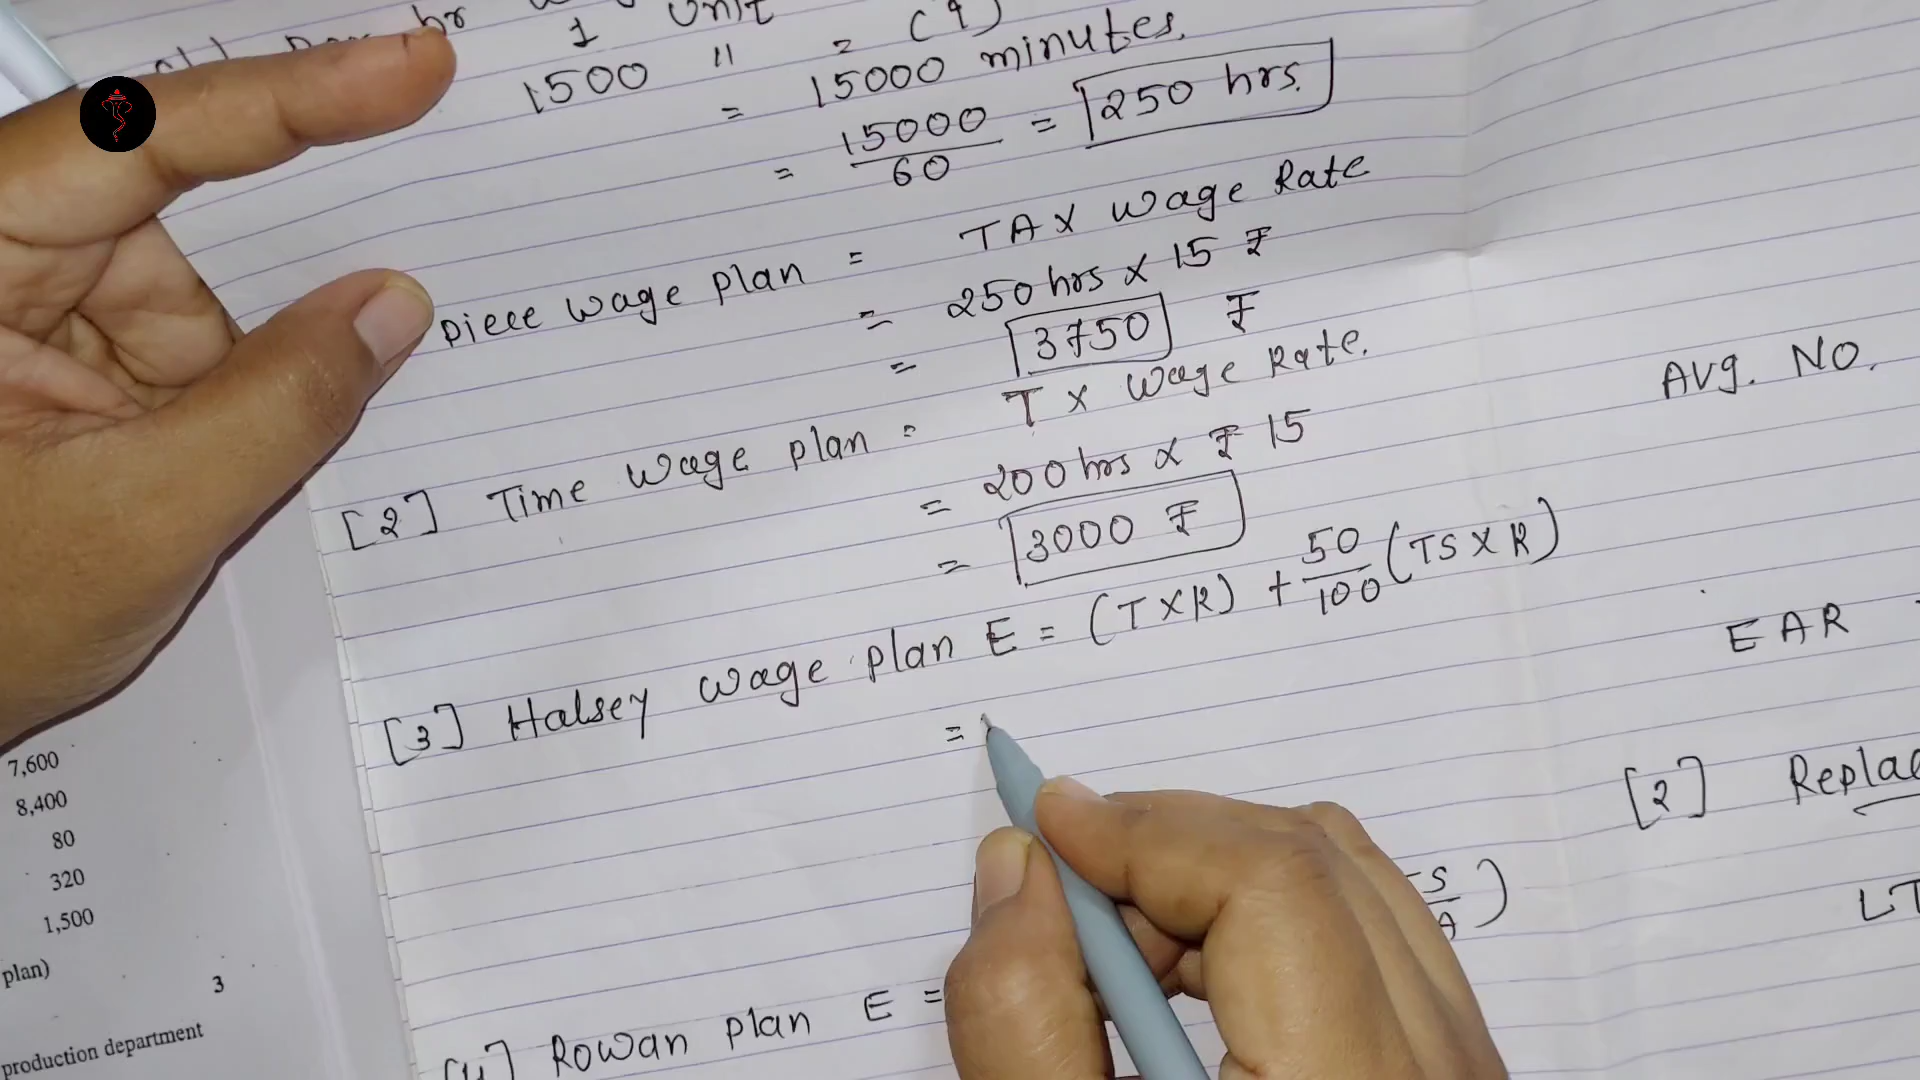 hr 1 Unit = (?)
1500 " = 15000 minutes.
= 15000/60 = 250 hrs.
Piece wage plan = TA X wage Rate
= 250 hrs x 15 ₹
= 3750 ₹
[2] Time wage plan = T x wage Rate.
= 200 hrs x ₹ 15
= 3000 ₹
[3] Halsey wage plan E = (T X R) + 50/100 (TS X R)
=
[4] Rowan plan E =
Avg. NO.
EAR
[2]
LT
7,600
8,400
80
320
1,500
plan)
3
production department